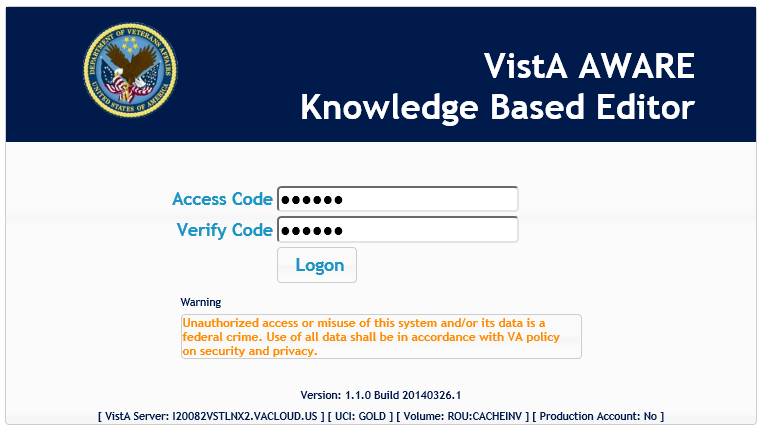 DEPARTMENT OF VETERANS AFFAIRS
UNITED STATES OF AMERICA
VistA AWARE
Knowledge Based Editor
Access Code ●●●●●●
Verify Code ●●●●●●
Logon
Warning
Unauthorized access or misuse of this system and/or its data is a
federal crime. Use of all data shall be in accordance with VA policy
on security and privacy.
Version: 1.1.0 Build 20140326.1
[ VistA Server: I20082VSTLNX2.VACLOUD.US ] [ UCI: GOLD ] [ Volume: ROU:CACHEINV ] [ Production Account: No ]